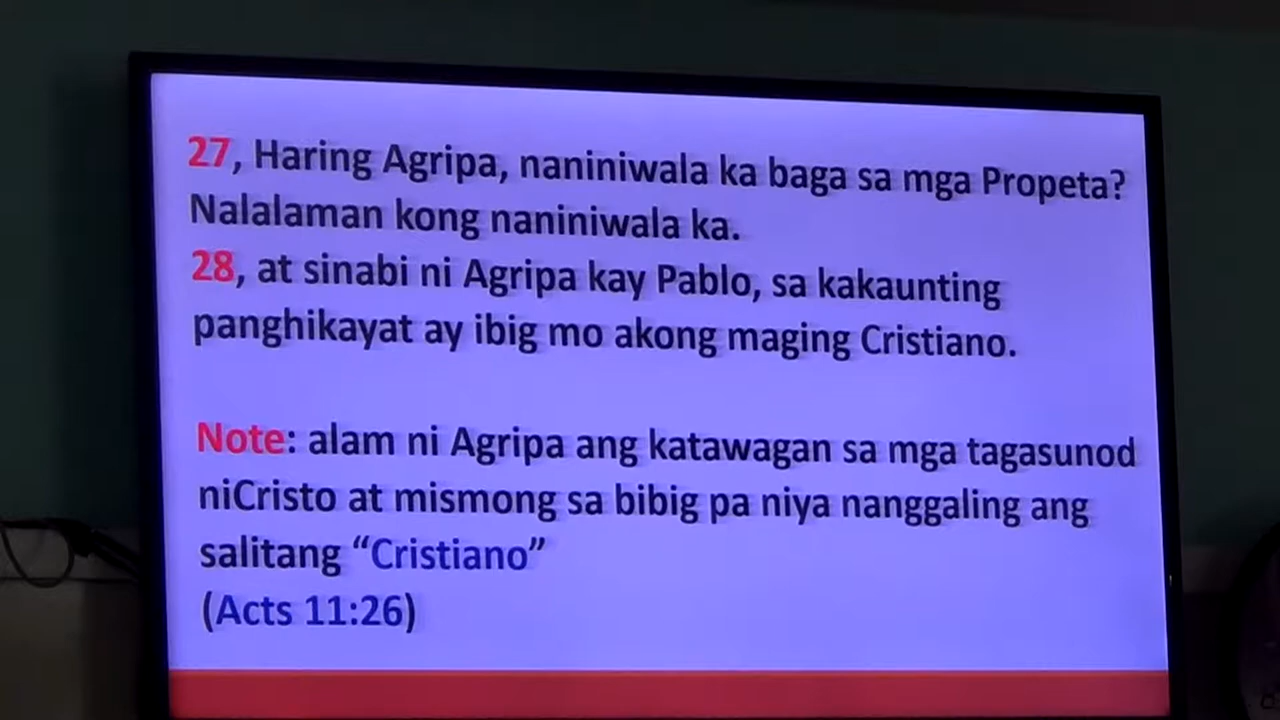 27, Haring Agripa, naniniwala ka baga sa mga Propeta?
Nalalaman kong naniniwala ka.
28, at sinabi ni Agripa kay Pablo, sa kakaunting
panghikayat ay ibig mo akong maging Cristiano.
Note: alam ni Agripa ang katawagan sa mga tagasunod
niCristo at mismong sa bibig pa niya nanggaling ang
salitang “Cristiano”
(Acts 11:26)